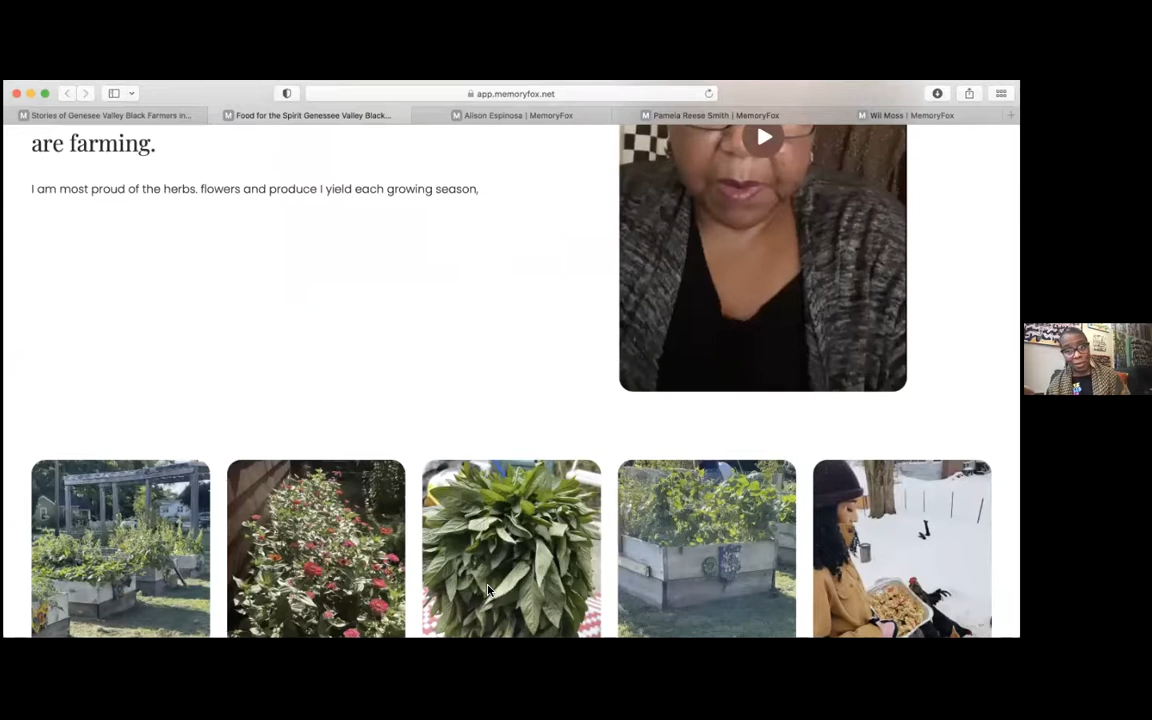 app.memoryfox.net
Stories of Genesee Valley Black Farmers in...
Food for the Spirit Genessee Valley Black...
Alison Espinosa | MemoryFox
Pamela Reese Smith | MemoryFox
Wil Moss | MemoryFox
are farming.
I am most proud of the herbs. flowers and produce I yield each growing season,